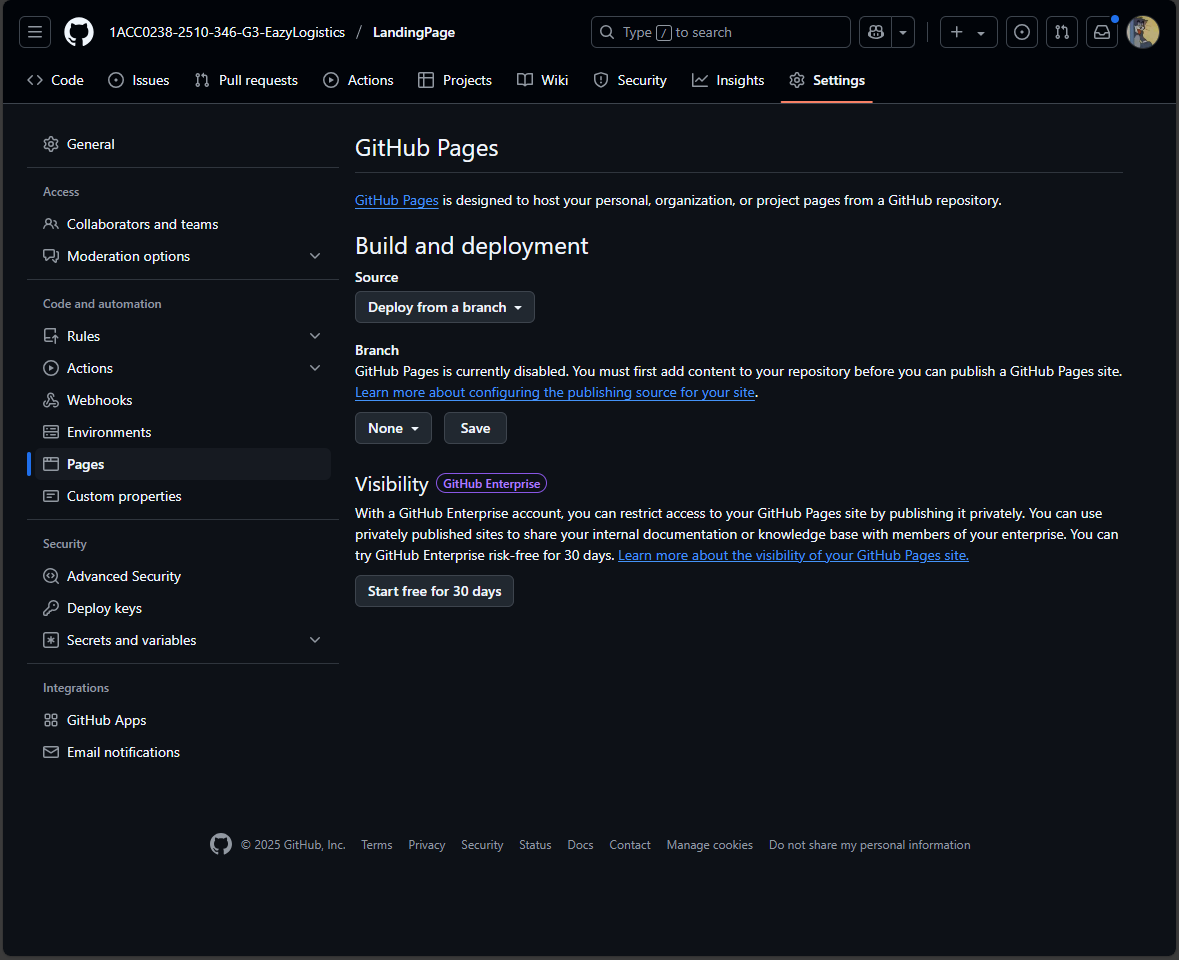 1ACC0238-2510-346-G3-EazyLogistics / LandingPage
Type / to search
Code
Issues
Pull requests
Actions
Projects
Wiki
Security
Insights
Settings
General
Access
Collaborators and teams
Moderation options
Code and automation
Rules
Actions
Webhooks
Environments
Pages
Custom properties
Security
Advanced Security
Deploy keys
Secrets and variables
Integrations
GitHub Apps
Email notifications
GitHub Pages
GitHub Pages is designed to host your personal, organization, or project pages from a GitHub repository.
Build and deployment
Source
Deploy from a branch
Branch
GitHub Pages is currently disabled. You must first add content to your repository before you can publish a GitHub Pages site.
Learn more about configuring the publishing source for your site.
None
Save
Visibility GitHub Enterprise
With a GitHub Enterprise account, you can restrict access to your GitHub Pages site by publishing it privately. You can use
privately published sites to share your internal documentation or knowledge base with members of your enterprise. You can
try GitHub Enterprise risk-free for 30 days. Learn more about the visibility of your GitHub Pages site.
Start free for 30 days
© 2025 GitHub, Inc. Terms Privacy Security Status Docs Contact Manage cookies Do not share my personal information